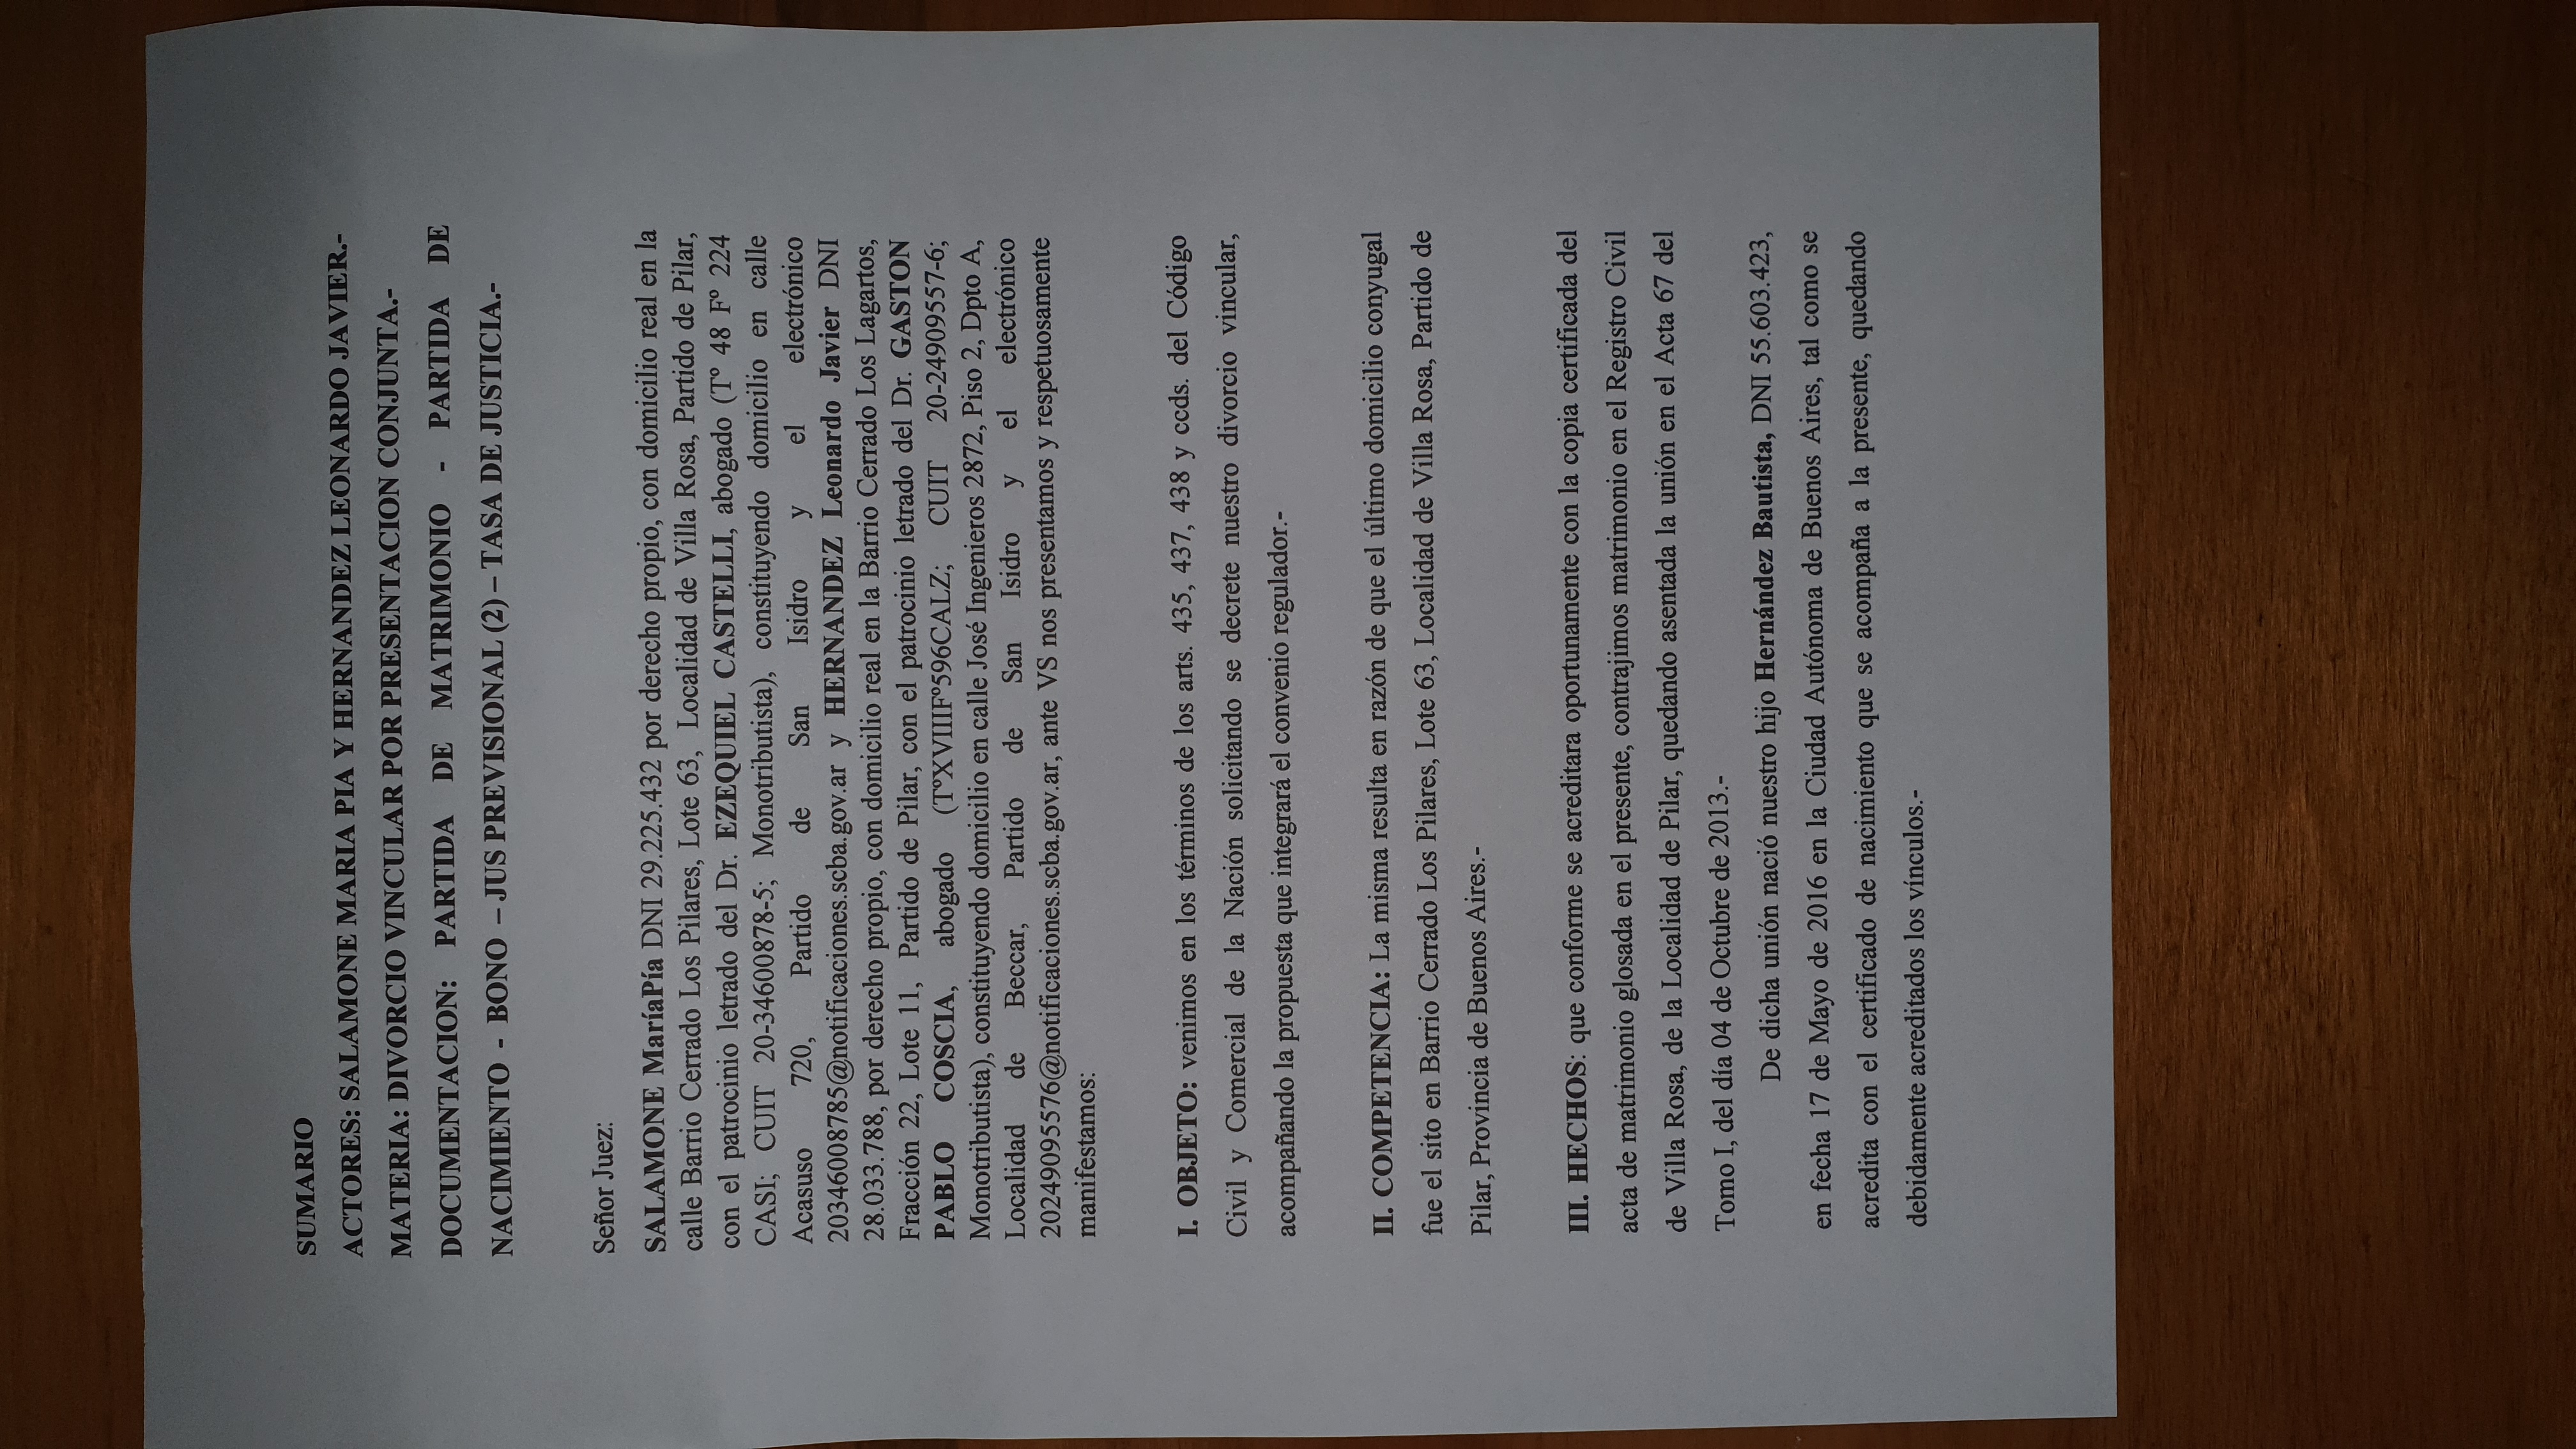 SUMARIO
ACTORES: SALAMONE MARIA PIA Y HERNANDEZ LEONARDO JAVIER.-
MATERIA: DIVORCIO VINCULAR POR PRESENTACION CONJUNTA.-
DOCUMENTACION: PARTIDA DE MATRIMONIO - PARTIDA DE
NACIMIENTO - BONO – JUS PREVISIONAL (2) – TASA DE JUSTICIA.-
Señor Juez:
SALAMONE MaríaPía DNI 29.225.432 por derecho propio, con domicilio real en la
calle Barrio Cerrado Los Pilares, Lote 63, Localidad de Villa Rosa, Partido de Pilar,
con el patrocinio letrado del Dr. EZEQUIEL CASTELLI, abogado (Tº 48 Fº 224
CASI; CUIT 20-34600878-5; Monotributista), constituyendo domicilio en calle
Acasuso 720, Partido de San Isidro y el electrónico
20346008785@notificaciones.scba.gov.ar y HERNANDEZ Leonardo Javier DNI
28.033.788, por derecho propio, con domicilio real en la Barrio Cerrado Los Lagartos,
Fracción 22, Lote 11, Partido de Pilar, con el patrocinio letrado del Dr. GASTON
PABLO COSCIA, abogado (TºXVIIIFº596CALZ; CUIT 20-24909557-6;
Monotributista), constituyendo domicilio en calle José Ingenieros 2872, Piso 2, Dpto A,
Localidad de Beccar, Partido de San Isidro y el electrónico
20249095576@notificaciones.scba.gov.ar, ante VS nos presentamos y respetuosamente
manifestamos:
I. OBJETO: venimos en los términos de los arts. 435, 437, 438 y ccds. del Código
Civil y Comercial de la Nación solicitando se decrete nuestro divorcio vincular,
acompañando la propuesta que integrará el convenio regulador.-
II. COMPETENCIA: La misma resulta en razón de que el último domicilio conyugal
fue el sito en Barrio Cerrado Los Pilares, Lote 63, Localidad de Villa Rosa, Partido de
Pilar, Provincia de Buenos Aires.-
III. HECHOS: que conforme se acreditara oportunamente con la copia certificada del
acta de matrimonio glosada en el presente, contrajimos matrimonio en el Registro Civil
de Villa Rosa, de la Localidad de Pilar, quedando asentada la unión en el Acta 67 del
Tomo I, del día 04 de Octubre de 2013.-
De dicha unión nació nuestro hijo Hernández Bautista, DNI 55.603.423,
en fecha 17 de Mayo de 2016 en la Ciudad Autónoma de Buenos Aires, tal como se
acredita con el certificado de nacimiento que se acompaña a la presente, quedando
debidamente acreditados los vínculos.-